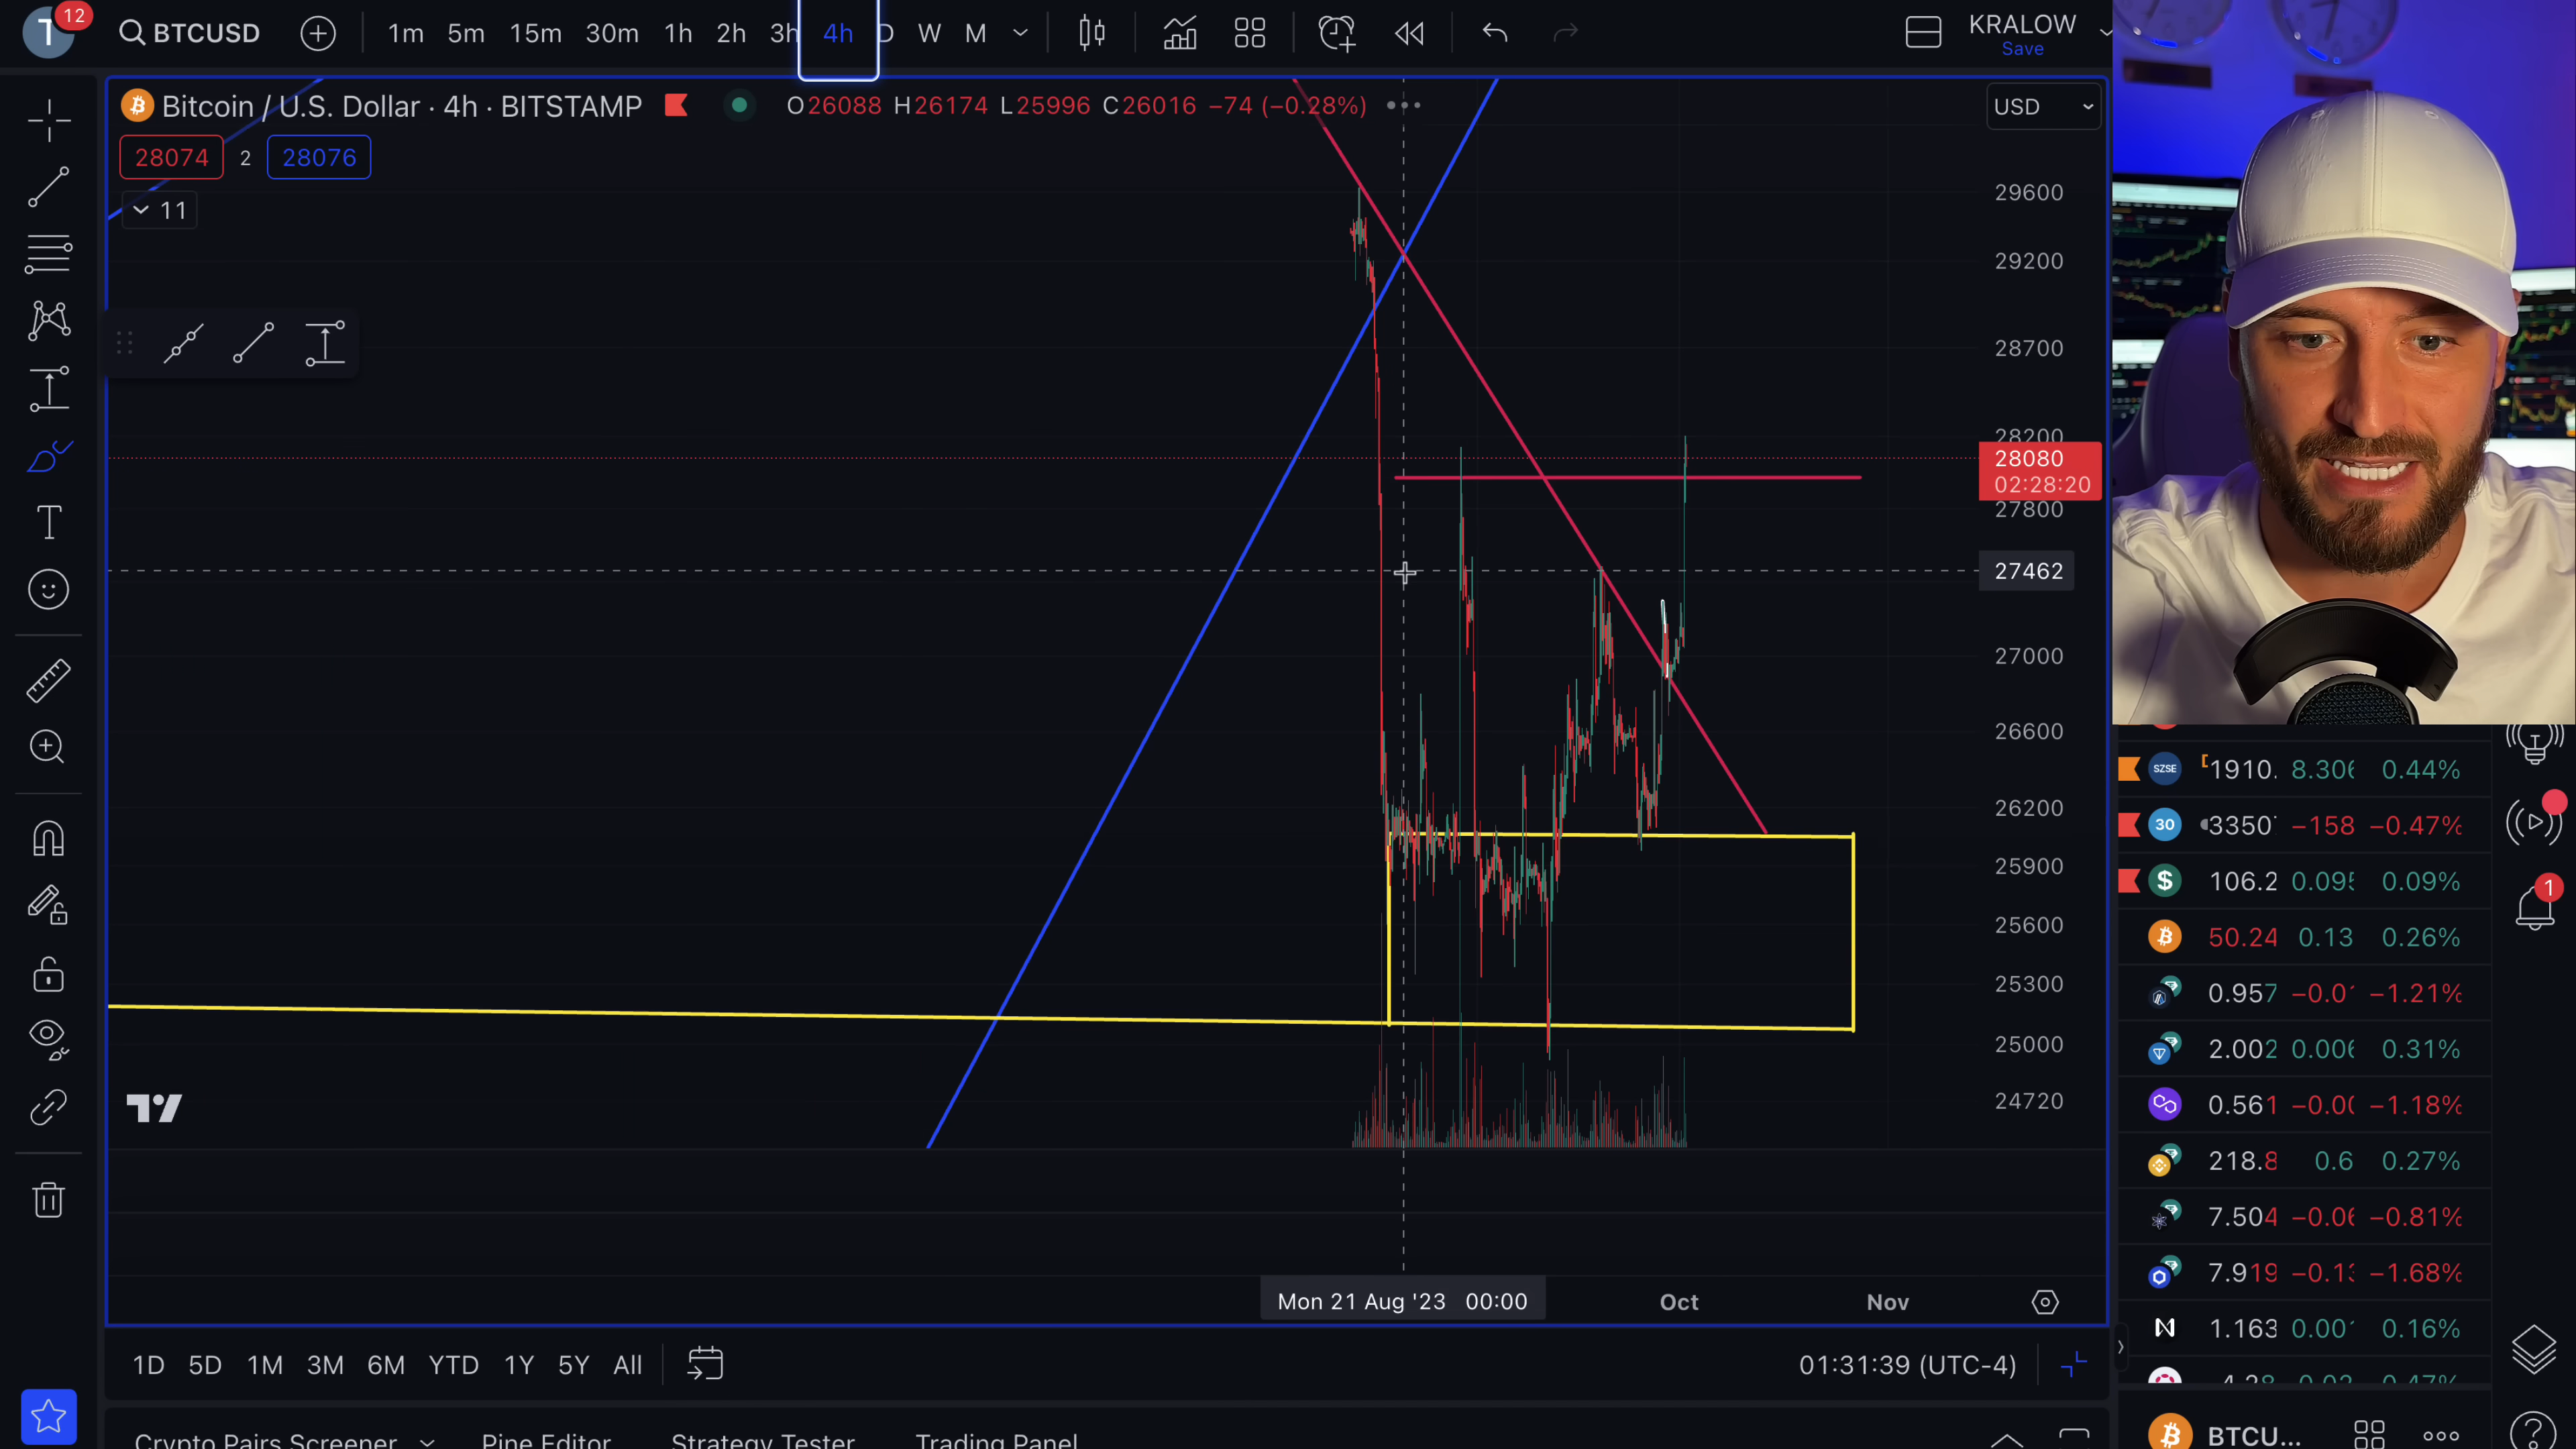 T 12 BTCUSD 1m 5m 15m 30m 1h 2h 3h 4h D W M KRALOW
Save
Bitcoin / U.S. Dollar · 4h · BITSTAMP O26088 H26174 L25996 C26016 −74 (−0.28%) USD
28074 2 28076
11
29600
29200
28700
28200
28080
02:28:20
27800
27462
27000
26600
26200
25900
25600
25300
25000
24720
Mon 21 Aug '23 00:00 Oct Nov
1D 5D 1M 3M 6M YTD 1Y 5Y All 01:31:39 (UTC-4)
Crypto Pairs Screener Pine Editor Strategy Tester Trading Panel
SZSE 1910. 8.306 0.44%
30 3350 −158 −0.47%
106.2 0.095 0.09%
50.24 0.13 0.26%
0.957 −0.0 −1.21%
2.002 0.006 0.31%
0.561 −0.00 −1.18%
218.8 0.6 0.27%
7.504 −0.06 −0.81%
7.919 −0.13 −1.68%
1.163 0.00 0.16%
BTCU...
1